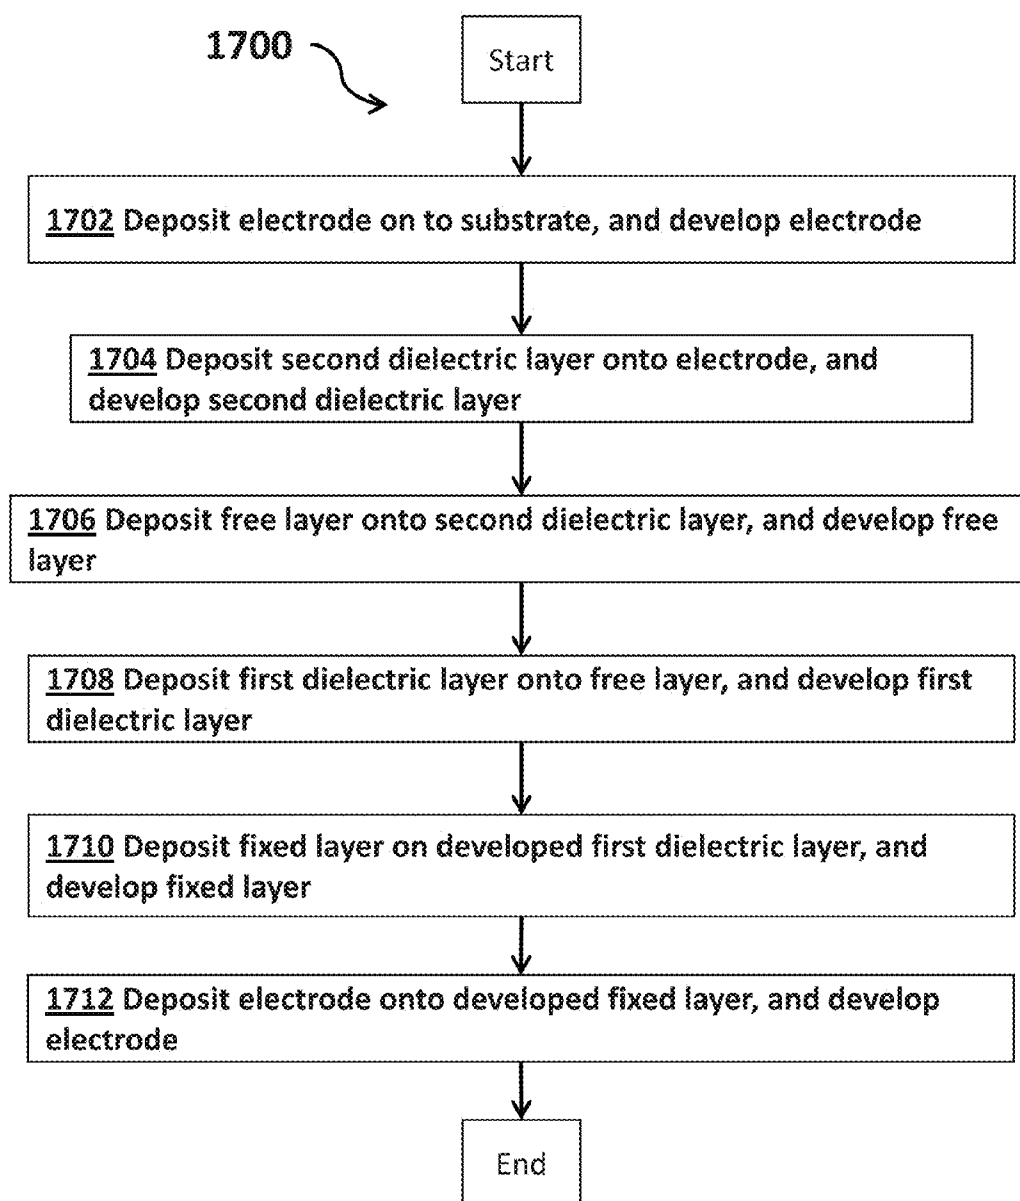 1700
Start
1702 Deposit electrode on to substrate, and develop electrode
1704 Deposit second dielectric layer onto electrode, and
develop second dielectric layer
1706 Deposit free layer onto second dielectric layer, and develop free
layer
1708 Deposit first dielectric layer onto free layer, and develop first
dielectric layer
1710 Deposit fixed layer on developed first dielectric layer, and
develop fixed layer
1712 Deposit electrode onto developed fixed layer, and develop
electrode
End